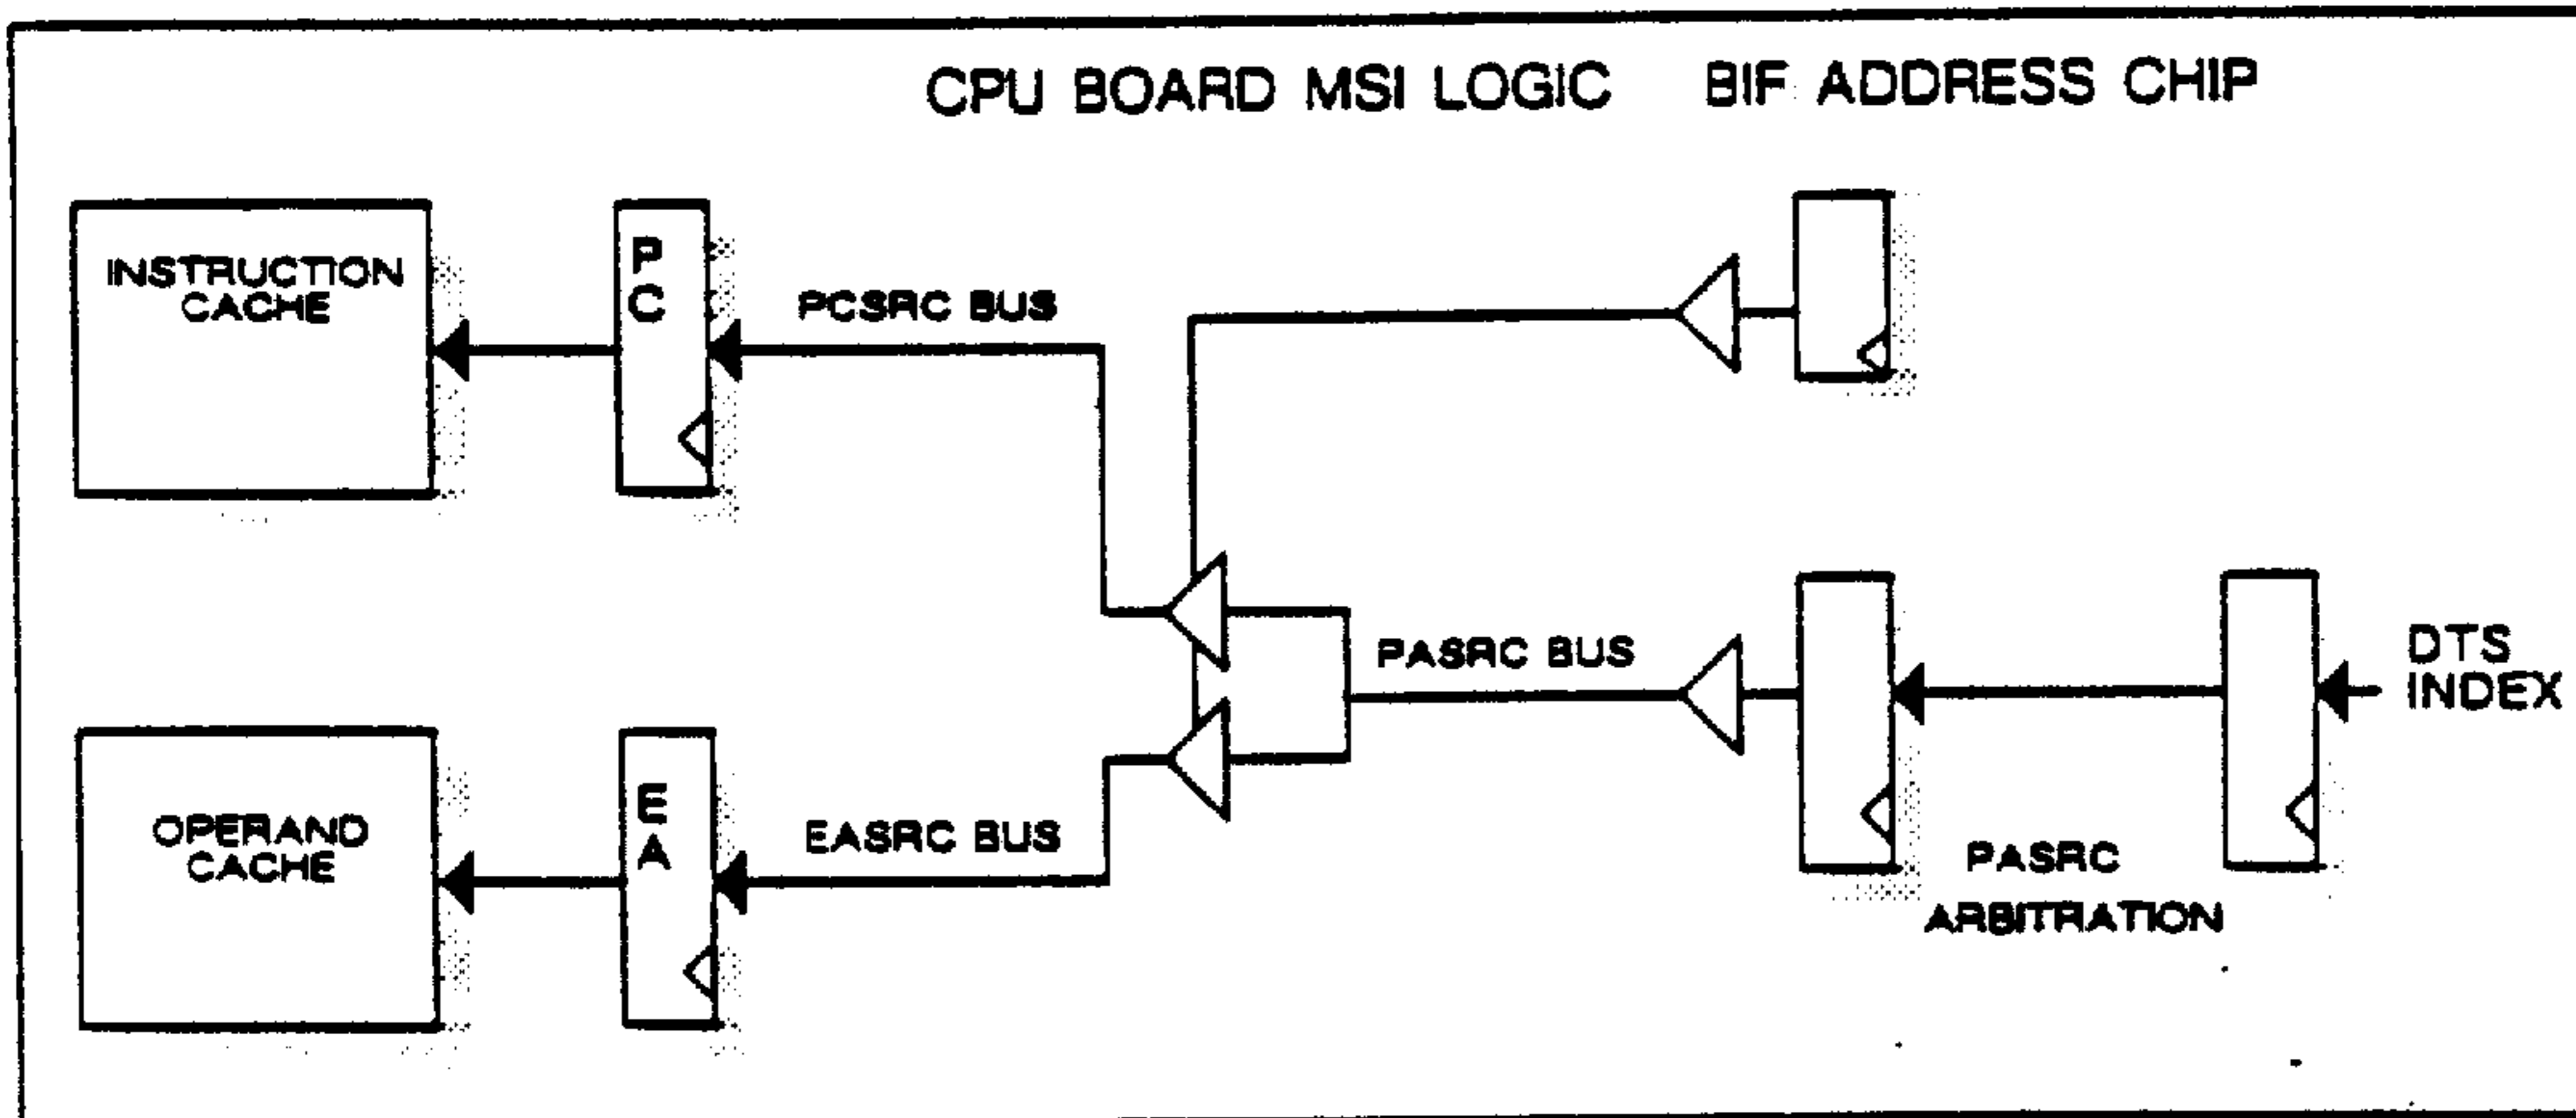 CPU BOARD MSI LOGIC BIF ADDRESS CHIP
INSTRUCTION
CACHE
P
C
PCSRC BUS
PASRC BUS
DTS
INDEX
OPERAND
CACHE
E
A
EASRC BUS
PASRC
ARBITRATION